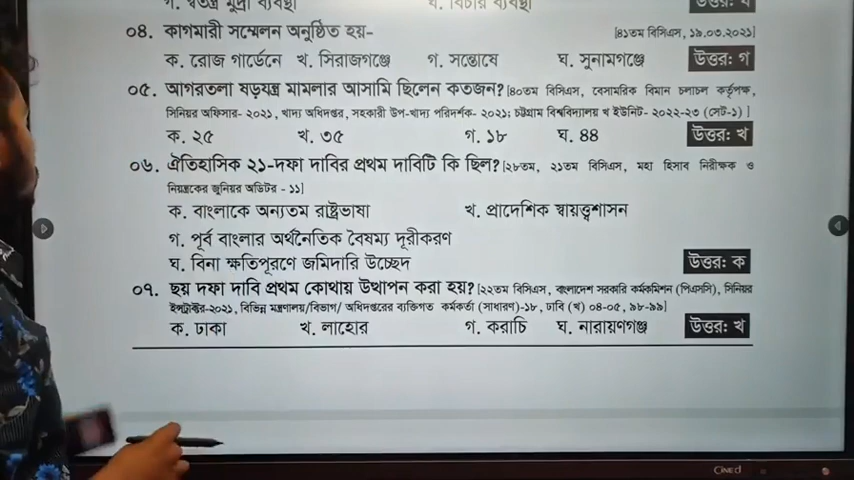 গ. স্বতন্ত্র মুদ্রা ব্যবস্থা ঘ. বিচার ব্যবস্থা উত্তর: ঘ
০৪. কাগমারী সম্মেলন অনুষ্ঠিত হয়- [৪১তম বিসিএস, ১৯.০৩.২০২১]
ক. রোজ গার্ডেনে খ. সিরাজগঞ্জে গ. সন্তোষে ঘ. সুনামগঞ্জে উত্তর: গ
০৫. আগরতলা ষড়যন্ত্র মামলার আসামি ছিলেন কতজন? [৪০তম বিসিএস, বেসামরিক বিমান চলাচল কর্তৃপক্ষ,
সিনিয়র অফিসার- ২০২১, খাদ্য অধিদপ্তর, সহকারী উপ-খাদ্য পরিদর্শক- ২০২১; চট্টগ্রাম বিশ্ববিদ্যালয় খ ইউনিট- ২০২২-২৩ (সেট-১) ]
ক. ২৫ খ. ৩৫ গ. ১৮ ঘ. ৪৪ উত্তর: খ
০৬. ঐতিহাসিক ২১-দফা দাবির প্রথম দাবিটি কি ছিল? [২৮তম, ২১তম বিসিএস, মহা হিসাব নিরীক্ষক ও
নিয়ন্ত্রকের জুনিয়র অডিটর - ১১]
ক. বাংলাকে অন্যতম রাষ্ট্রভাষা খ. প্রাদেশিক স্বায়ত্ত্বশাসন
গ. পূর্ব বাংলার অর্থনৈতিক বৈষম্য দূরীকরণ
ঘ. বিনা ক্ষতিপূরণে জমিদারি উচ্ছেদ উত্তর: ক
০৭. ছয় দফা দাবি প্রথম কোথায় উত্থাপন করা হয়? [২২তম বিসিএস, বাংলাদেশ সরকারি কর্মকমিশন (পিএসসি), সিনিয়র
ইন্সট্রাক্টর-২০২১, বিভিন্ন মন্ত্রণালয়/বিভাগ/ অধিদপ্তরের ব্যক্তিগত কর্মকর্তা (সাধারণ)-১৮, ঢাবি (খ) ০৪-০৫, ৯৮-৯৯]
ক. ঢাকা খ. লাহোর গ. করাচি ঘ. নারায়ণগঞ্জ উত্তর: খ